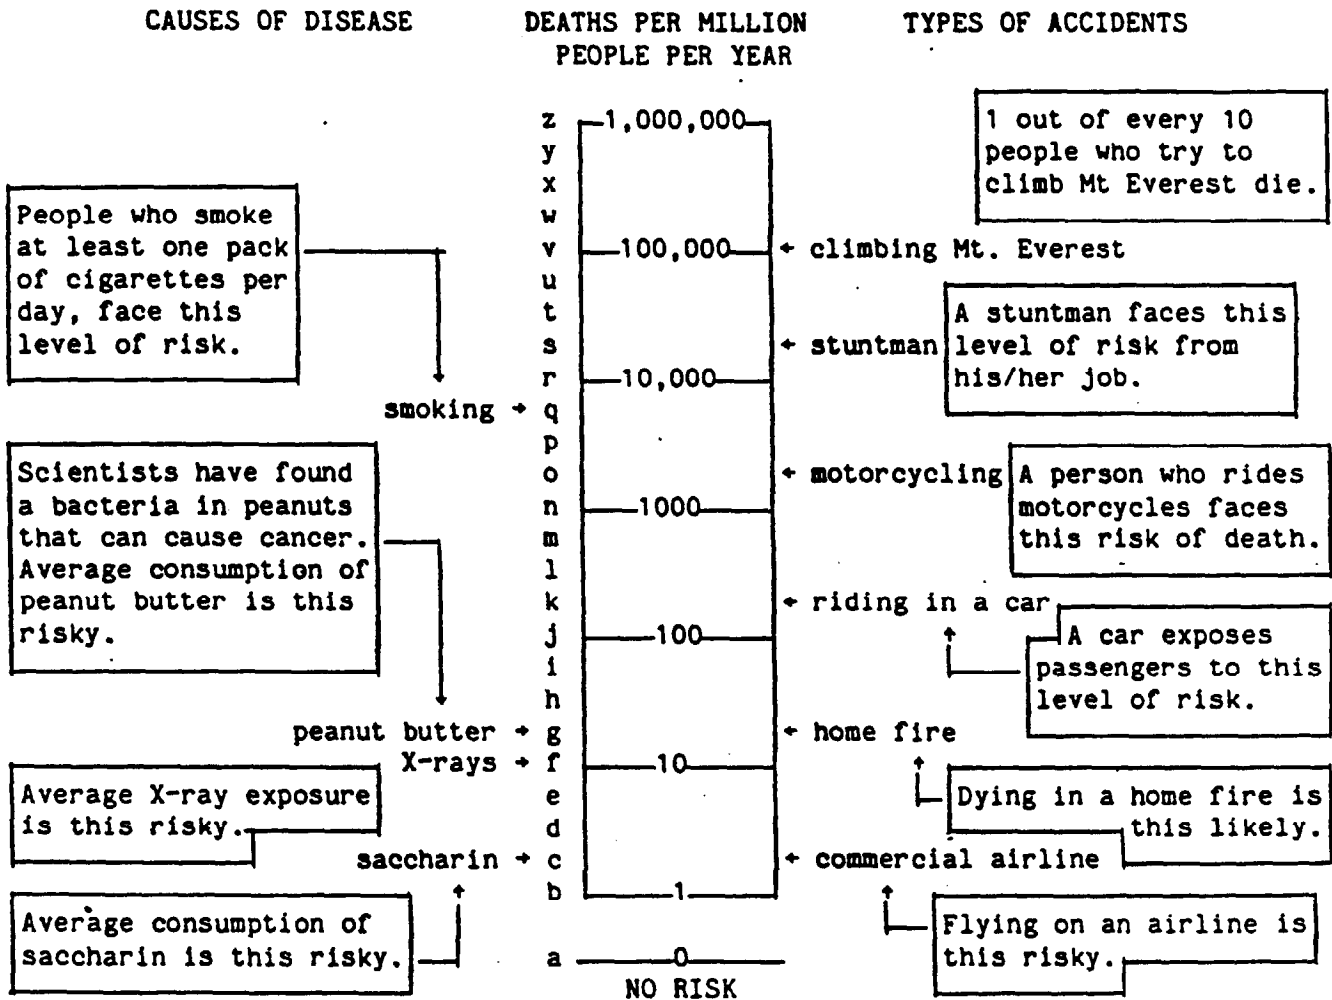 CAUSES OF DISEASE
DEATHS PER MILLION
PEOPLE PER YEAR
TYPES OF ACCIDENTS
People who smoke
at least one pack
of cigarettes per
day, face this
level of risk.
smoking → q
Scientists have found
a bacteria in peanuts
that can cause cancer.
Average consumption of
peanut butter is this
risky.
peanut butter → g
X-rays → f
Average X-ray exposure
is this risky.
saccharin → c
Average consumption of
saccharin is this risky.
z 1,000,000
y
x
w
v 100,000
u
t
s
r 10,000
p
o
n 1000
m
l
k
j 100
i
h
10
e
d
b 1
a 0
NO RISK
1 out of every 10
people who try to
climb Mt Everest die.
← climbing Mt. Everest
← stuntman
A stuntman faces this
level of risk from
his/her job.
← motorcycling
A person who rides
motorcycles faces
this risk of death.
← riding in a car
A car exposes
passengers to this
level of risk.
← home fire
Dying in a home fire is
this likely.
← commercial airline
Flying on an airline is
this risky.